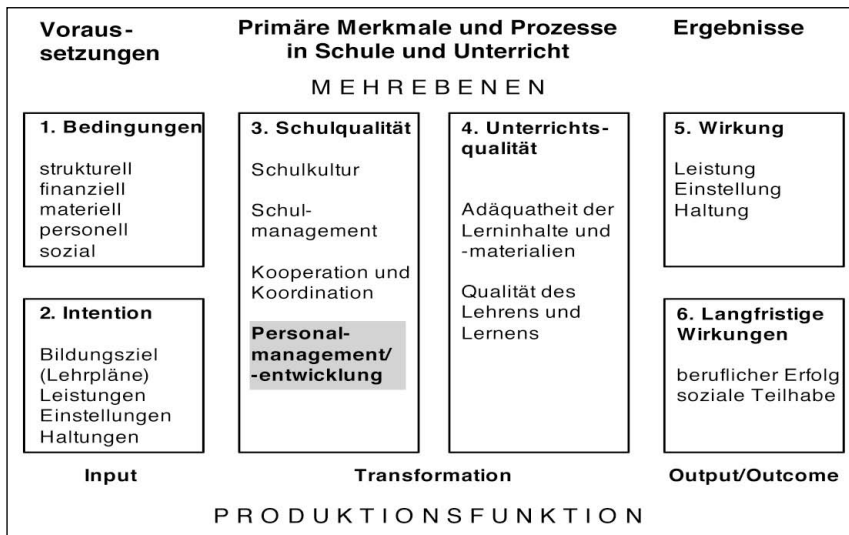 Voraus-
setzungen
Primäre Merkmale und Prozesse
in Schule und Unterricht
Ergebnisse
MEHREBENEN
1. Bedingungen
strukturell
finanziell
materiell
personell
sozial
2. Intention
Bildungsziel
(Lehrpläne)
Leistungen
Einstellungen
Haltungen
3. Schulqualität
Schulkultur
Schul-
management
Kooperation und
Koordination
Personal-
management/
-entwicklung
4. Unterrichts-
qualität
Adäquatheit der
Lerninhalte und
-materialien
Qualität des
Lehrens und
Lernens
5. Wirkung
Leistung
Einstellung
Haltung
6. Langfristige
Wirkungen
beruflicher Erfolg
soziale Teilhabe
Input
Transformation
Output/Outcome
PRODUKTIONSFUNKTION